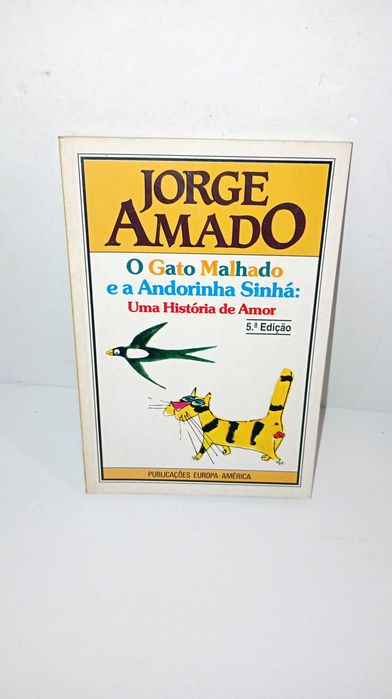 JORGE
AMADO
O Gato Malhado
e a Andorinha Sinhá:
Uma História de Amor
5.ª Edição
PUBLICAÇÕES EUROPA-AMÉRICA